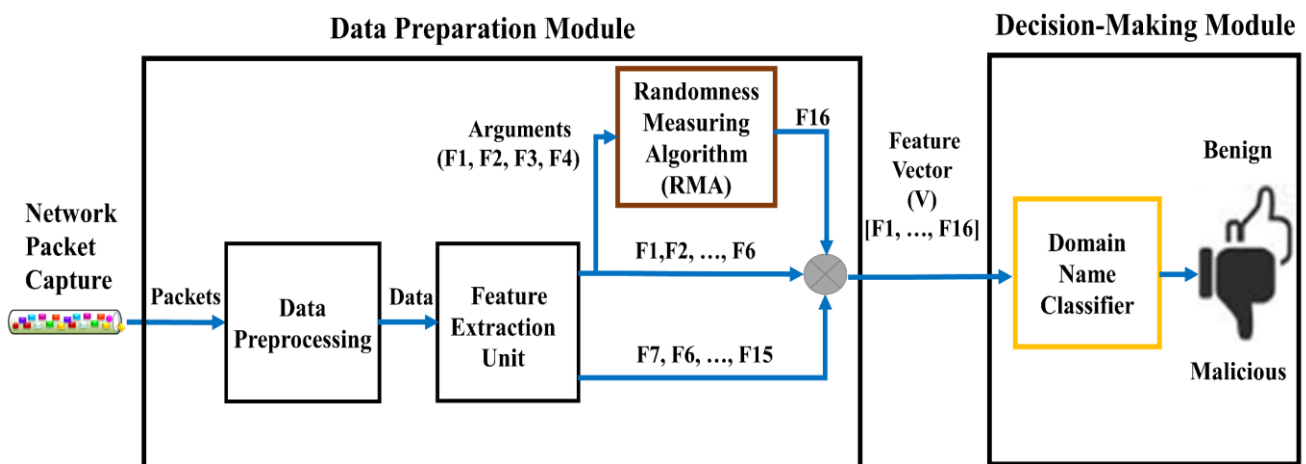 Data Preparation Module
Decision-Making Module
Network
Packet
Capture
Packets
Data
Preprocessing
Data
Feature
Extraction
Unit
Arguments
(F1, F2, F3, F4)
Randomness
Measuring
Algorithm
(RMA)
F16
F1,F2, …, F6
F7, F6, …, F15
Feature
Vector
(V)
[F1, …, F16]
Domain
Name
Classifier
Benign
Malicious